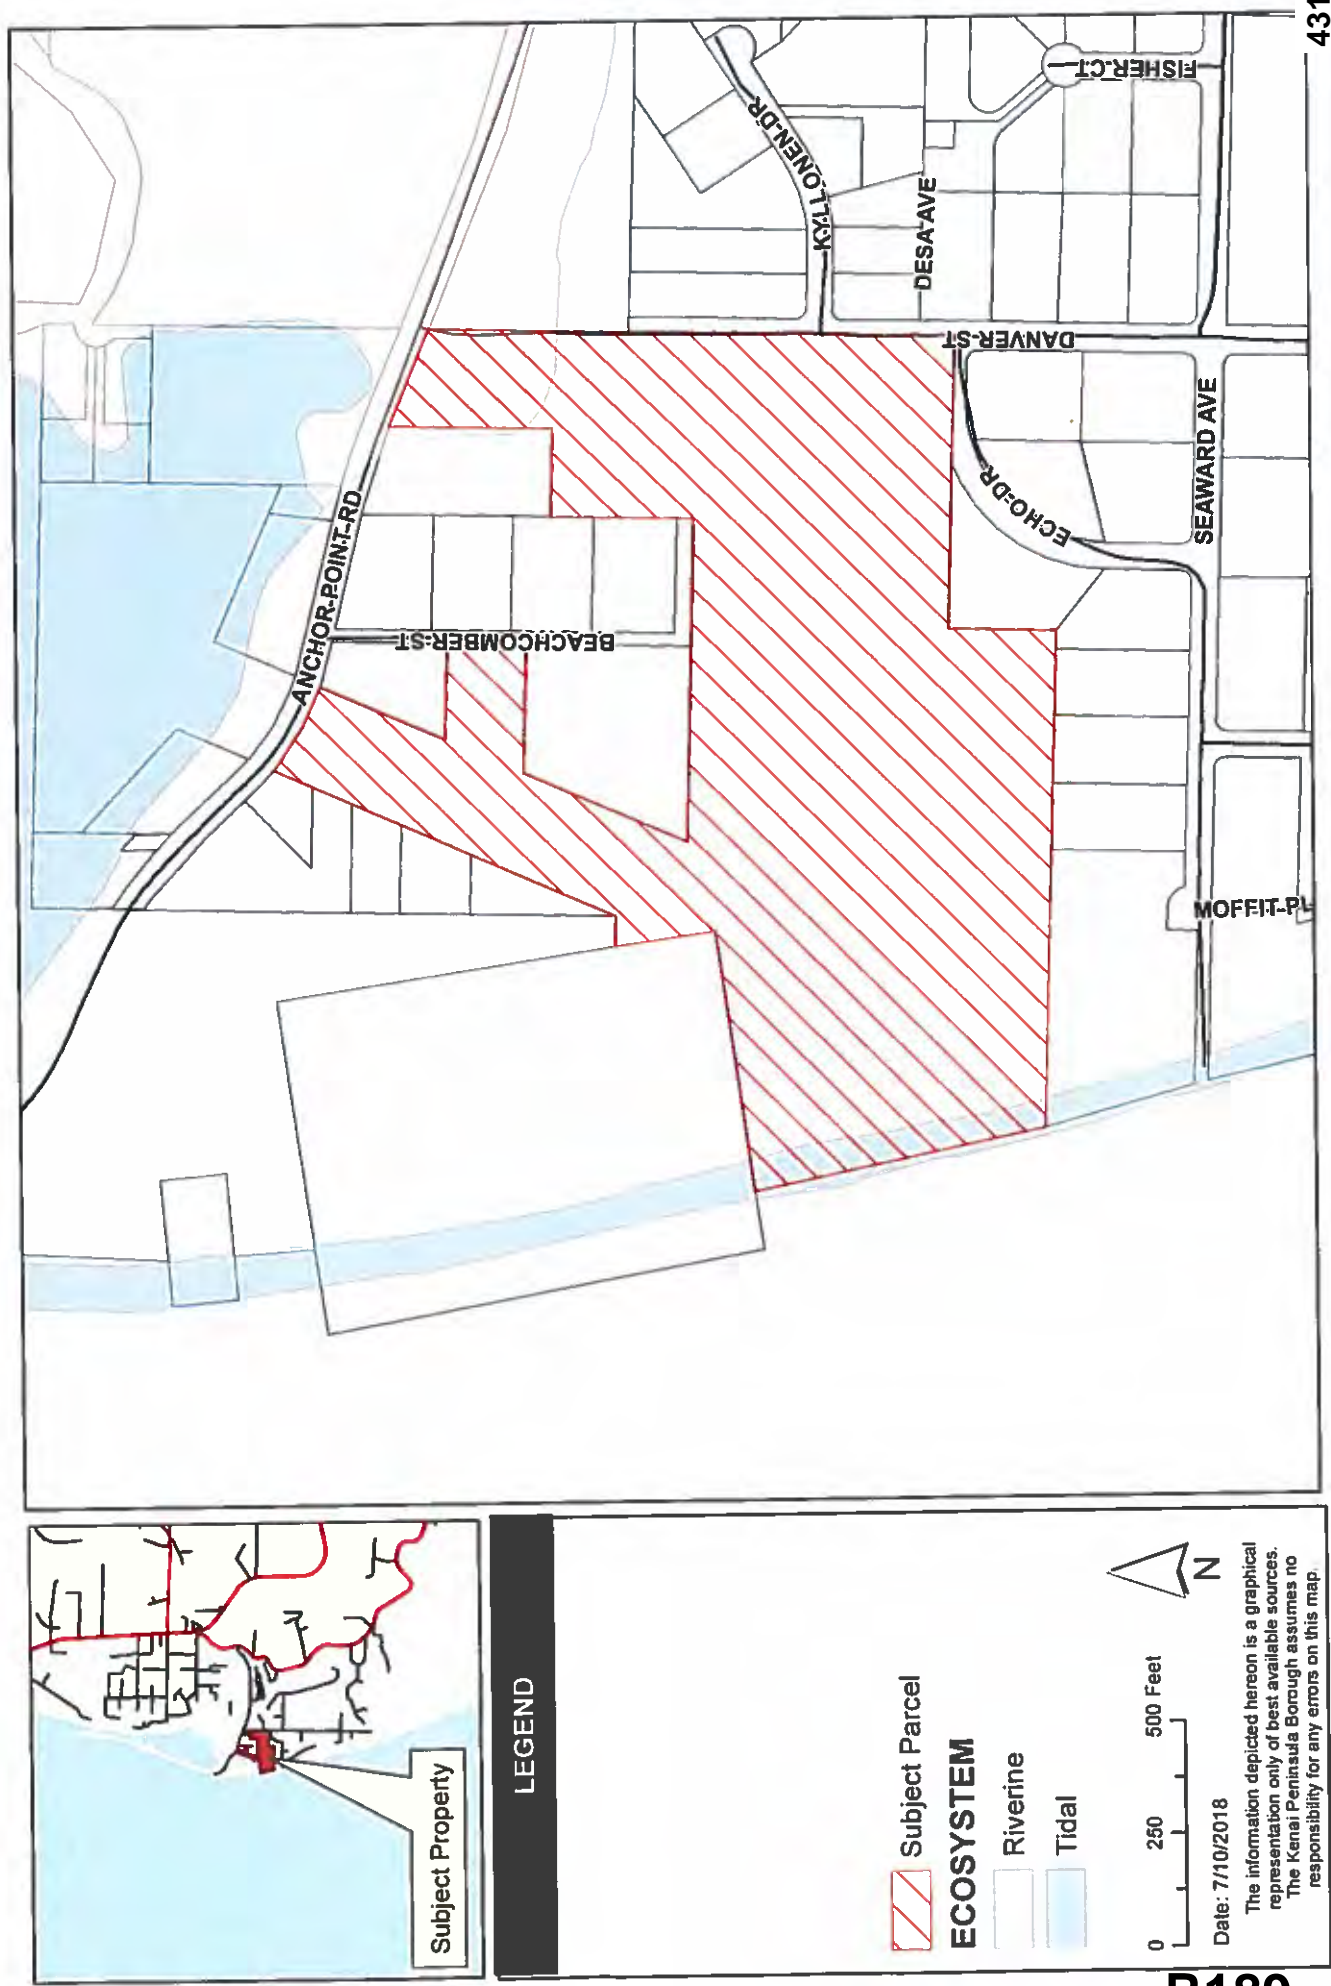 431
ANCHOR-POINT-RD
BEACHCOMBER-ST
KYLLONEN-DR
FISHER-CT
DESA-AVE
DANVER-ST
ECHO-DR
SEAWARD AVE
MOFFIT-PL
Subject Property
LEGEND
Subject Parcel
ECOSYSTEM
Riverine
Tidal
0 250 500 Feet
N
Date: 7/10/2018
The information depicted hereon is a graphical
representation only of best available sources.
The Kenai Peninsula Borough assumes no
responsibility for any errors on this map.